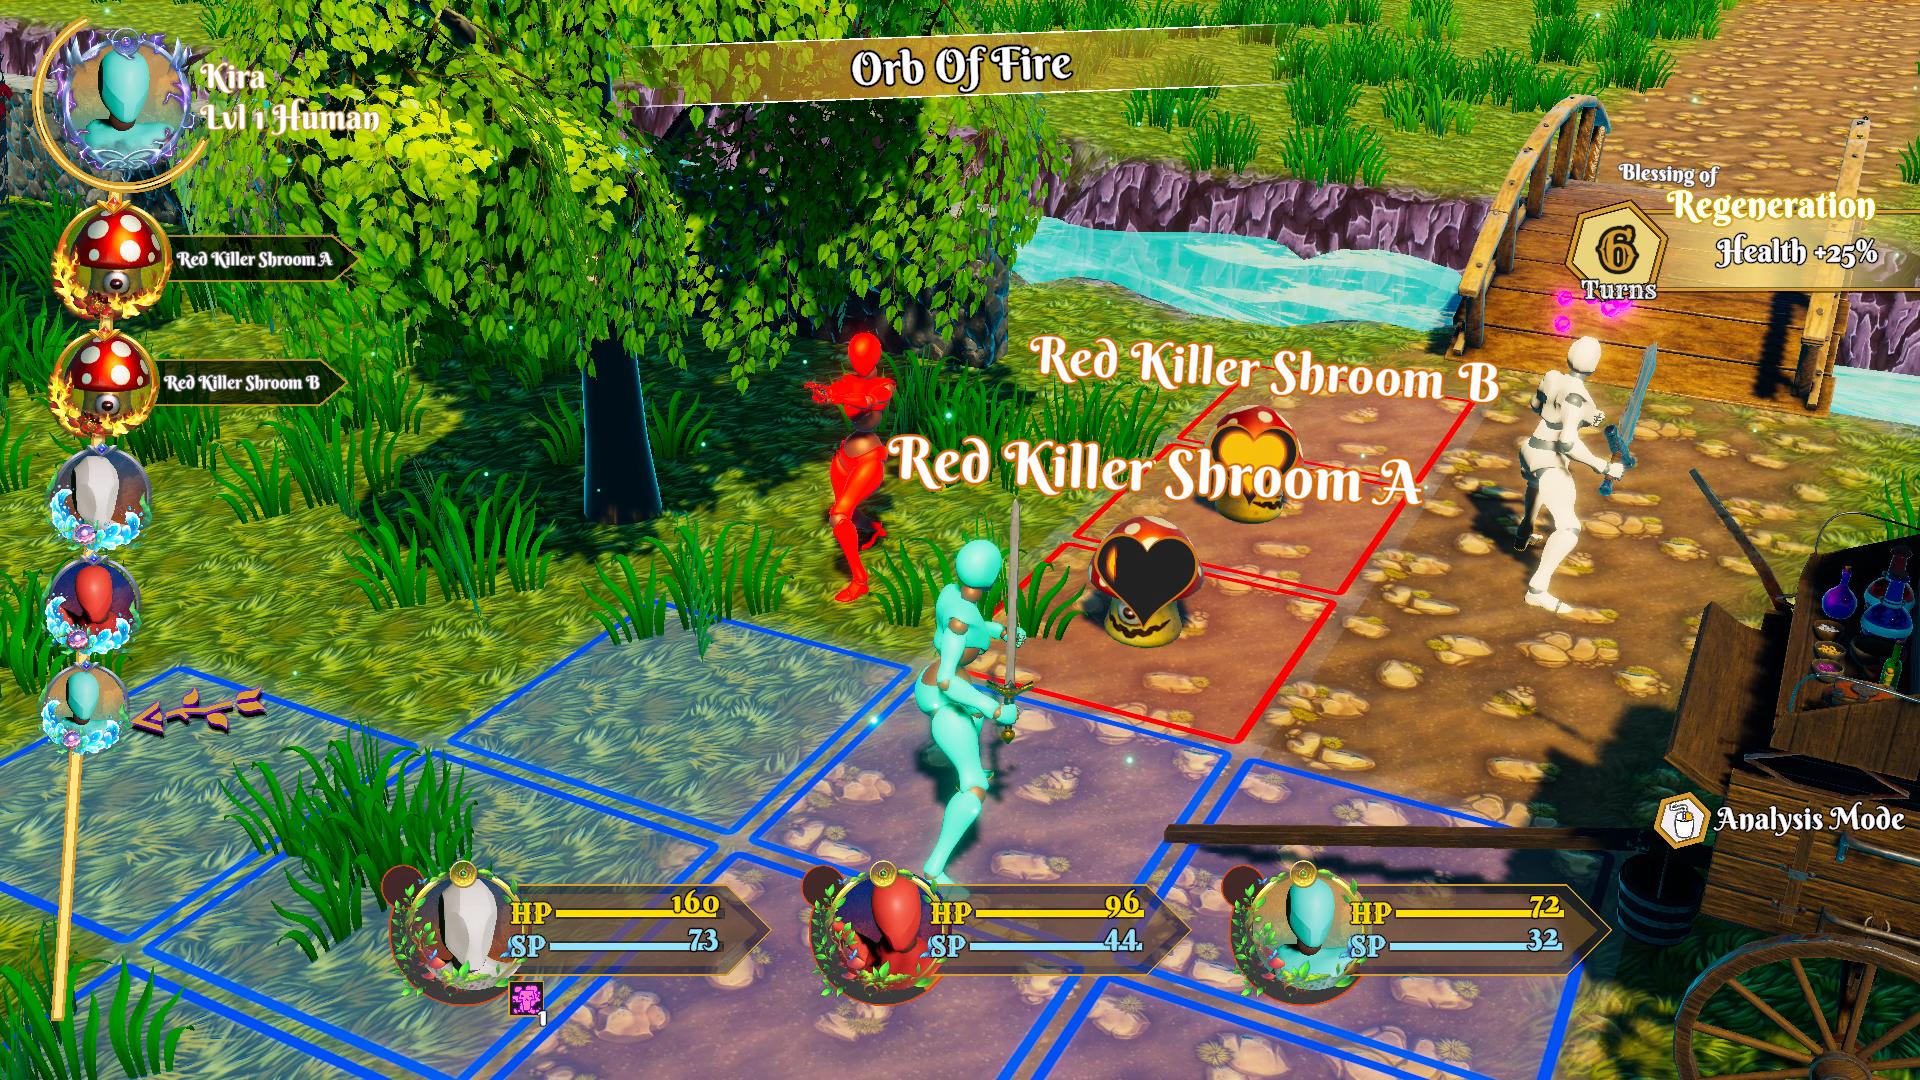 Orb Of Fire
Kira
Lvl 1 Human
Red Killer Shroom A
Red Killer Shroom B
Blessing of
Regeneration
6
Health +25%
Turns
Red Killer Shroom B
Red Killer Shroom A
Analysis Mode
HP 160
SP 73
1
HP 96
SP 44
HP 72
SP 32